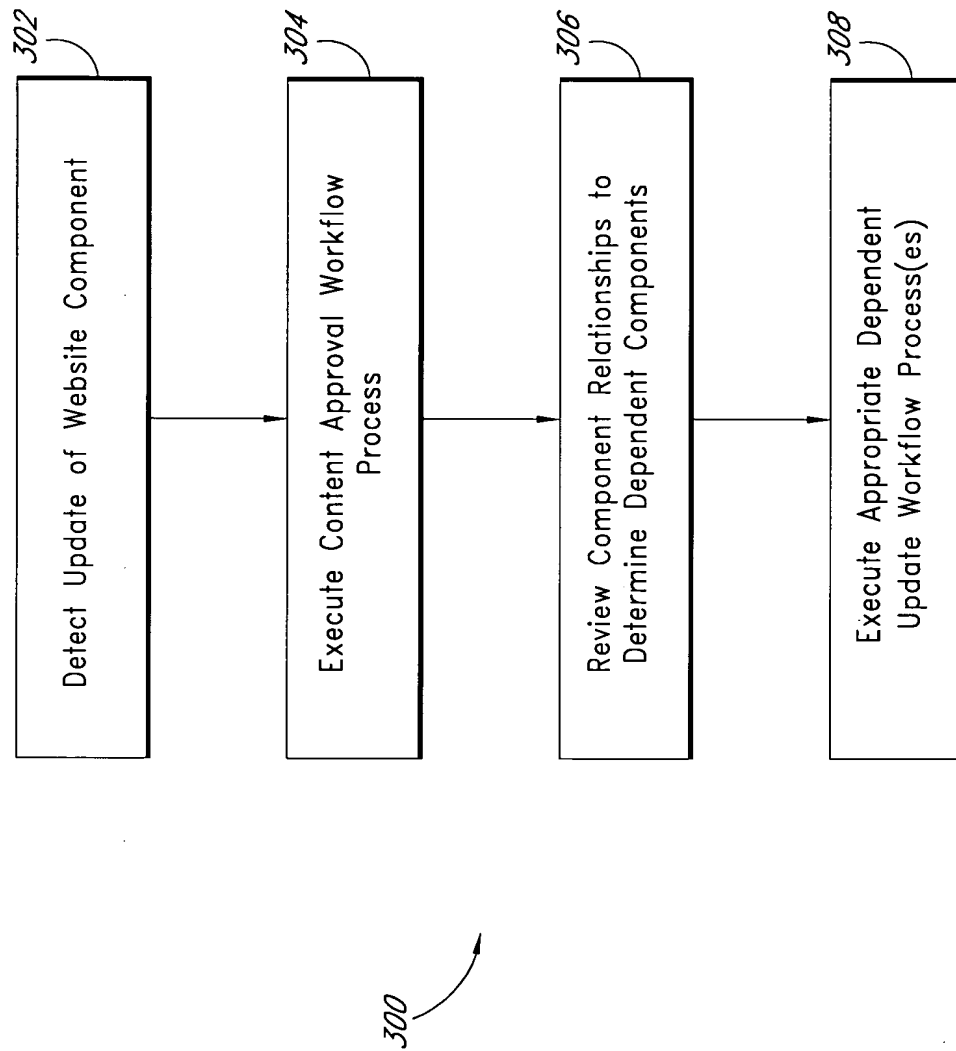 300
302
Detect Update of Website Component
304
Execute Content Approval Workflow
Process
306
Review Component Relationships to
Determine Dependent Components
308
Execute Appropriate Dependent
Update Workflow Process(es)